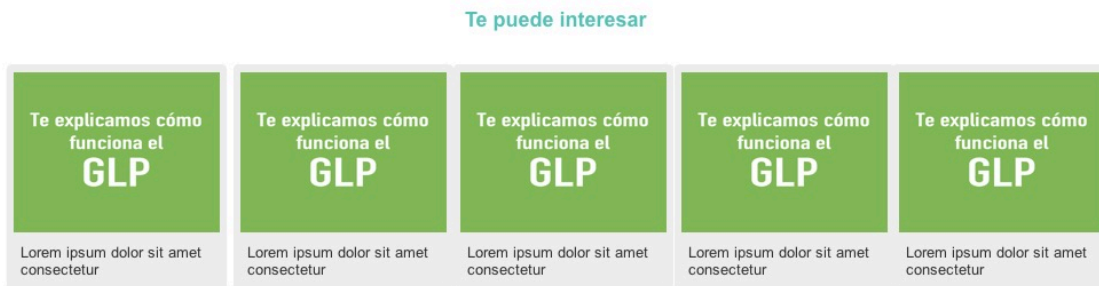 Te puede interesar
Te explicamos cómo
funciona el
GLP
Lorem ipsum dolor sit amet
consectetur
Te explicamos cómo
funciona el
GLP
Lorem ipsum dolor sit amet
consectetur
Te explicamos cómo
funciona el
GLP
Lorem ipsum dolor sit amet
consectetur
Te explicamos cómo
funciona el
GLP
Lorem ipsum dolor sit amet
consectetur
Te explicamos cómo
funciona el
GLP
Lorem ipsum dolor sit amet
consectetur